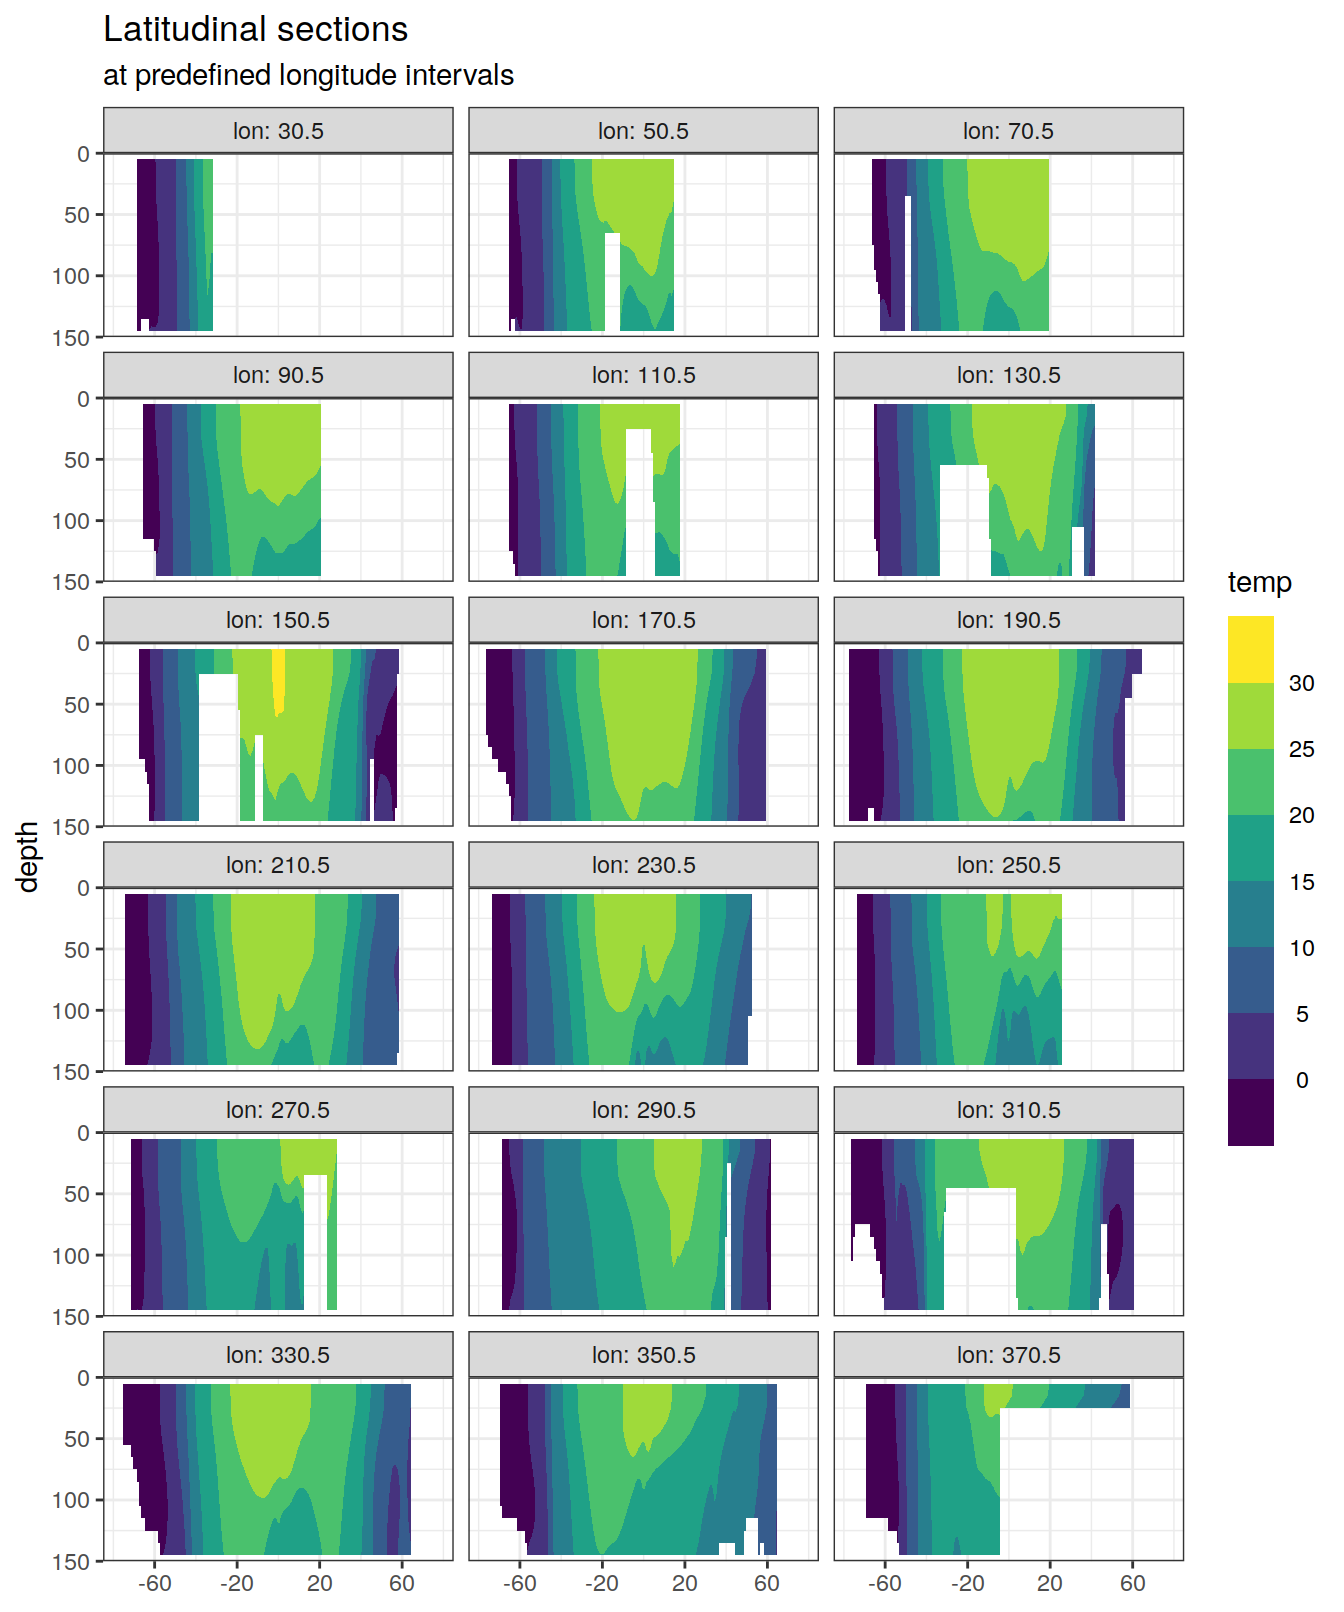 Latitudinal sections
at predefined longitude intervals
lon: 30.5
lon: 50.5
lon: 70.5
0
50
100
150
lon: 90.5
lon: 110.5
lon: 130.5
0
50
100
150
lon: 150.5
lon: 170.5
lon: 190.5
0
50
100
150
lon: 210.5
lon: 230.5
lon: 250.5
0
50
100
150
lon: 270.5
lon: 290.5
lon: 310.5
0
50
100
150
lon: 330.5
lon: 350.5
lon: 370.5
0
50
100
150
-60 -20 20 60
-60 -20 20 60
-60 -20 20 60
depth
temp
30
25
20
15
10
5
0